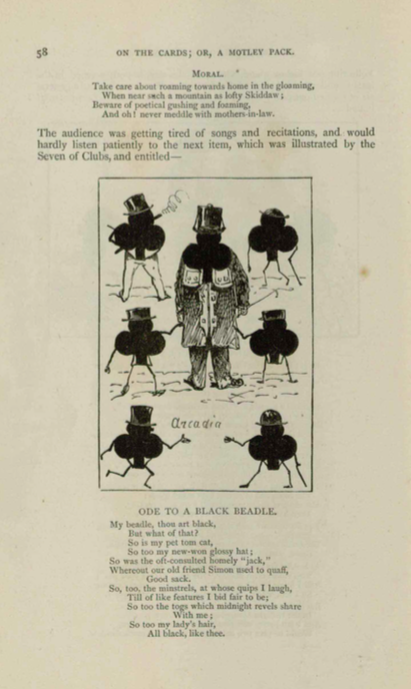 58 ON THE CARDS; OR, A MOTLEY PACK.
MORAL.
Take care about roaming towards home in the gloaming,
When near such a mountain as lofty Skiddaw;
Beware of poetical gushing and foaming,
And oh! never meddle with mothers-in-law.
The audience was getting tired of songs and recitations, and would
hardly listen patiently to the next item, which was illustrated by the
Seven of Clubs, and entitled—
Arcadia
ODE TO A BLACK BEADLE.
My beadle, thou art black,
But what of that?
So is my pet tom cat,
So too my new-won glossy hat;
So was the oft-consulted homely "jack,"
Whereout our old friend Simon used to quaff,
Good sack.
So, too, the minstrels, at whose quips I laugh,
Till of like features I bid fair to be;
So too the togs which midnight revels share
With me;
So too my lady's hair,
All black, like thee.